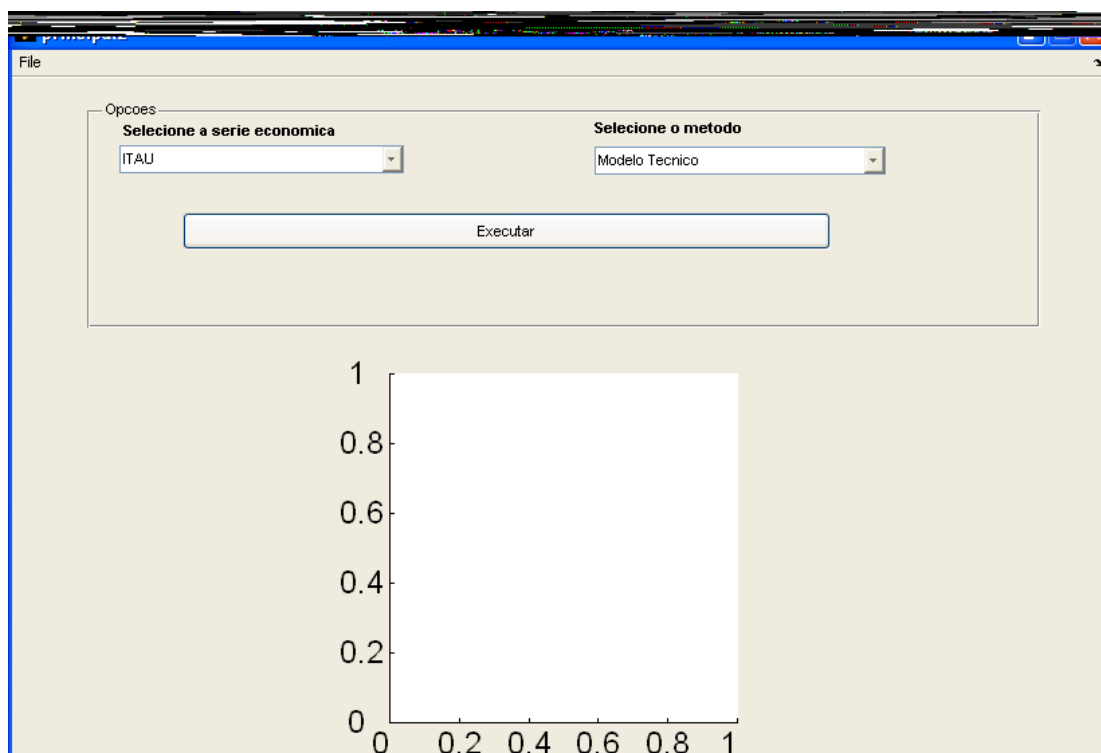 File
Opcoes
Selecione a serie economica
Selecione o metodo
ITAU
Modelo Tecnico
Executar
1
0.8
0.6
0.4
0.2
0
0 0.2 0.4 0.6 0.8 1